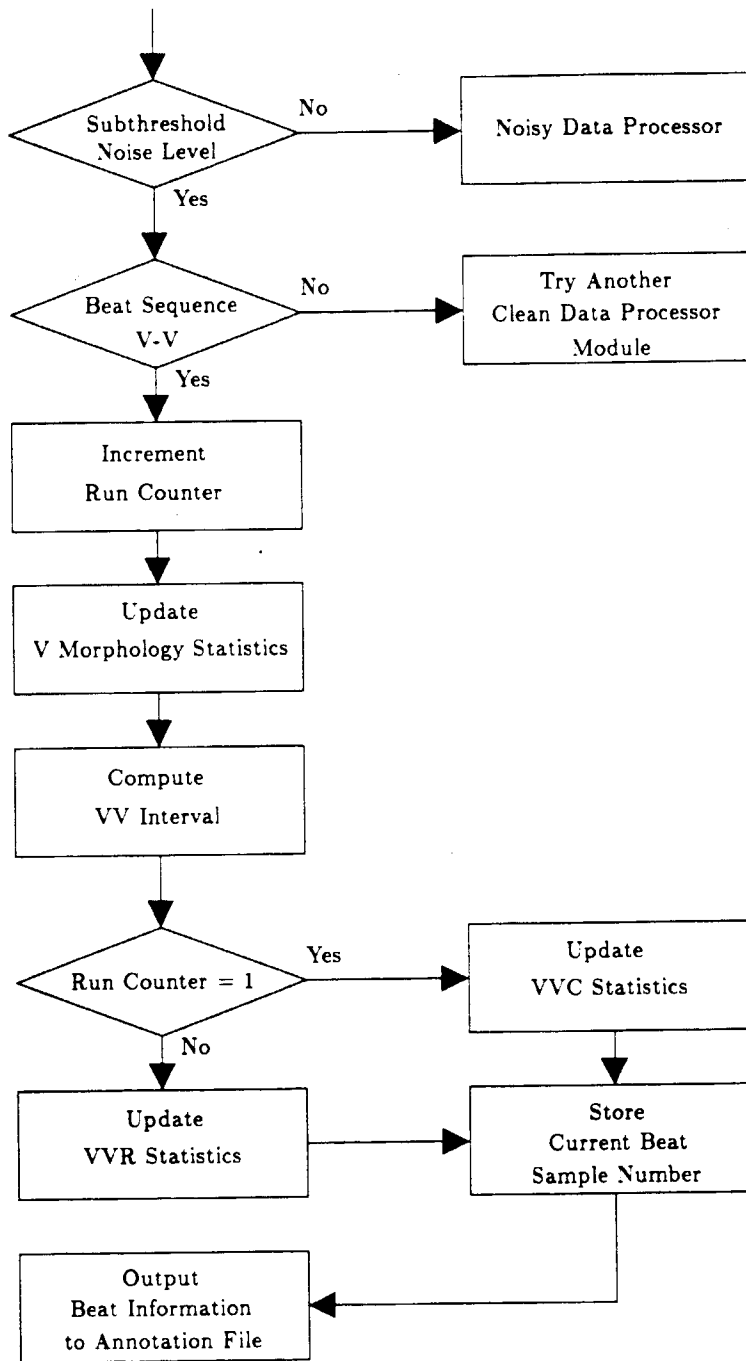 Subthreshold
Noise Level
No
Noisy Data Processor
Yes
Beat Sequence
V-V
No
Try Another
Clean Data Processor
Module
Yes
Increment
Run Counter
Update
V Morphology Statistics
Compute
VV Interval
Run Counter = 1
Yes
Update
VVC Statistics
No
Update
VVR Statistics
Store
Current Beat
Sample Number
Output
Beat Information
to Annotation File